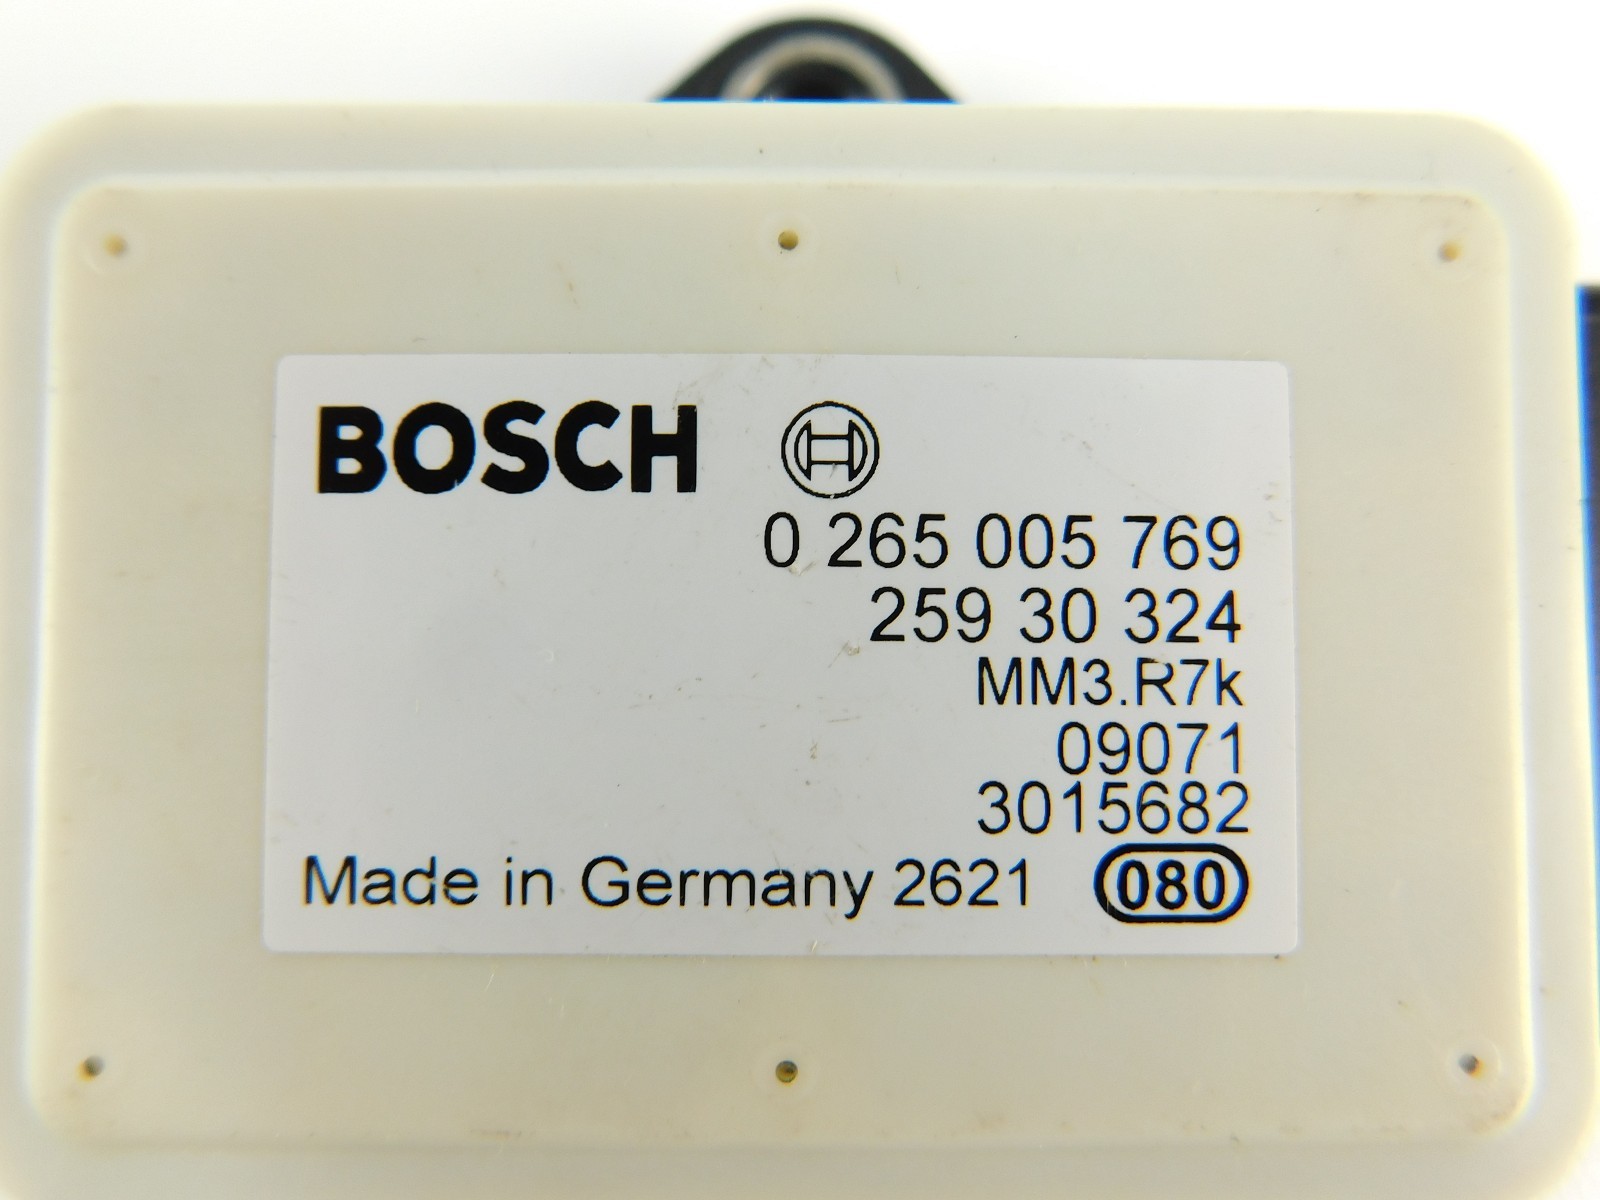 BOSCH
0 265 005 769
259 30 324
MM3.R7k
09071
3015682
Made in Germany 2621 080